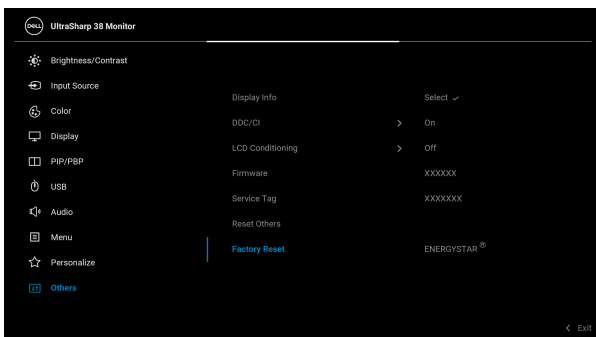 DELL UltraSharp 38 Monitor
Brightness/Contrast
Input Source
Color
Display
PIP/PBP
USB
Audio
Menu
Personalize
Others
Display Info Select ✓
DDC/CI > On
LCD Conditioning > Off
Firmware XXXXXX
Service Tag XXXXXXX
Reset Others
Factory Reset ENERGYSTAR ®
< Exit